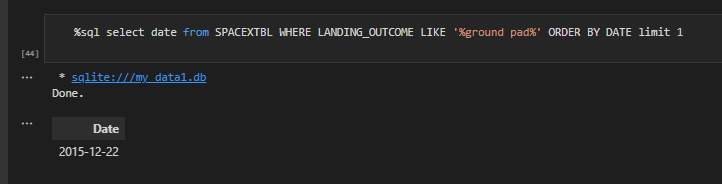 %sql select date from SPACEXTBL WHERE LANDING_OUTCOME LIKE '%ground pad%' ORDER BY DATE limit 1
[44]
... * sqlite:///my_data1.db
Done.
... Date
2015-12-22